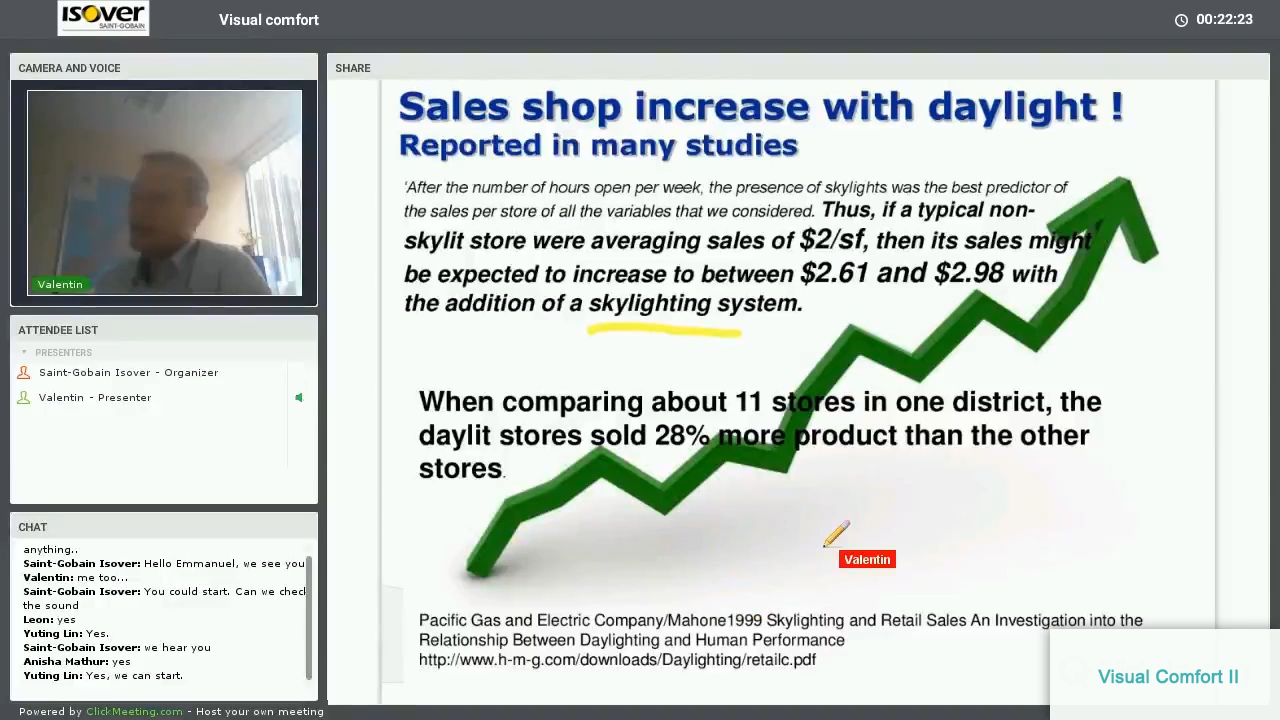 isover
SAINT-GOBAIN
Visual comfort
00:22:23
CAMERA AND VOICE
Valentin
ATTENDEE LIST
PRESENTERS
Saint-Gobain Isover - Organizer
Valentin - Presenter
CHAT
anything..
Saint-Gobain Isover: Hello Emmanuel, we see you
Valentin: me too...
Saint-Gobain Isover: You could start. Can we check
the sound
Leon: yes
Yuting Lin: Yes.
Saint-Gobain Isover: we hear you
Anisha Mathur: yes
Yuting Lin: Yes, we can start.
SHARE
Sales shop increase with daylight !
Reported in many studies
'After the number of hours open per week, the presence of skylights was the best predictor of
the sales per store of all the variables that we considered. Thus, if a typical non-
skylit store were averaging sales of $2/sf, then its sales might
be expected to increase to between $2.61 and $2.98 with
the addition of a skylighting system.
When comparing about 11 stores in one district, the
daylit stores sold 28% more product than the other
stores.
Valentin
Pacific Gas and Electric Company/Mahone1999 Skylighting and Retail Sales An Investigation into the
Relationship Between Daylighting and Human Performance
http://www.h-m-g.com/downloads/Daylighting/retailc.pdf
Visual Comfort II
Powered by ClickMeeting.com - Host your own meeting